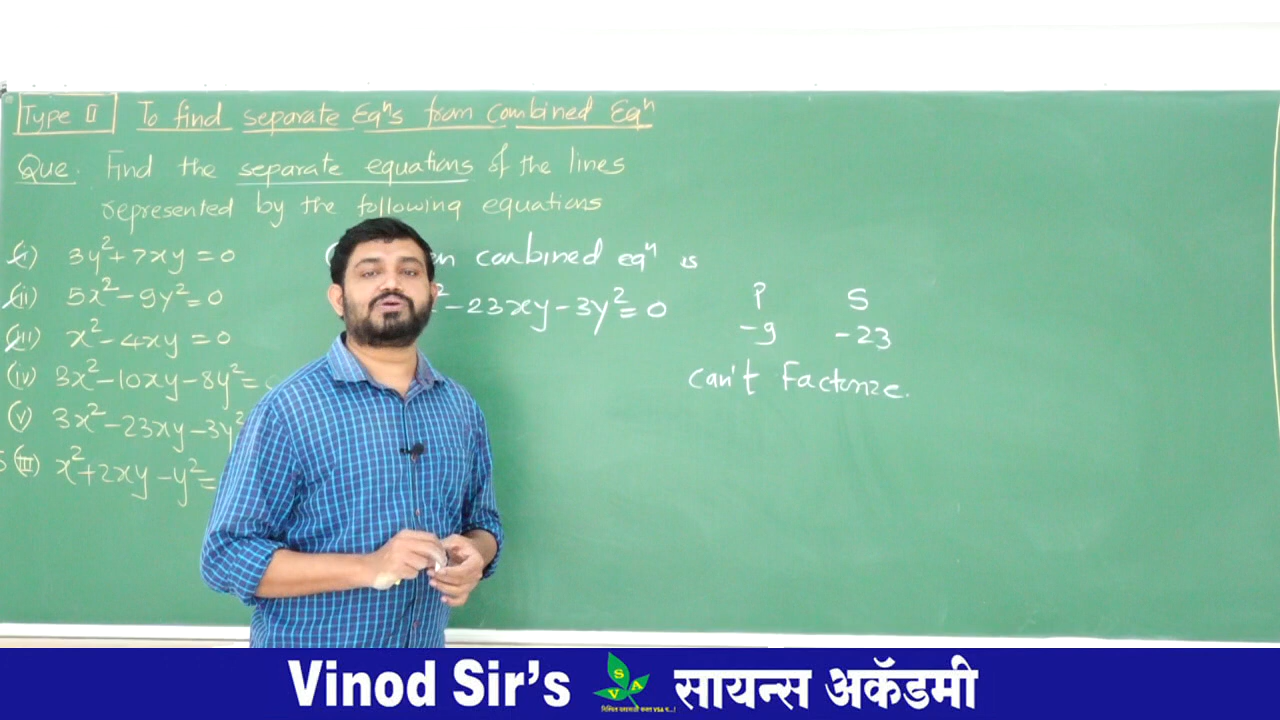 Type II To find separate Eqⁿs from combined Eqⁿ
Que. Find the separate equations of the lines
represented by the following equations
(i) 3y²+7xy=0
(ii) 5x²-9y²=0
(iii) x²-4xy=0
(iv) 3x²-10xy-8y²=
(v) 3x²-23xy-3y²
x²+2xy-y²=
conbined eqⁿ is
-23xy-3y²=0
P S
-9 -23
can't Factorize.
Vinod Sir's SVA सायन्स अकॅडमी